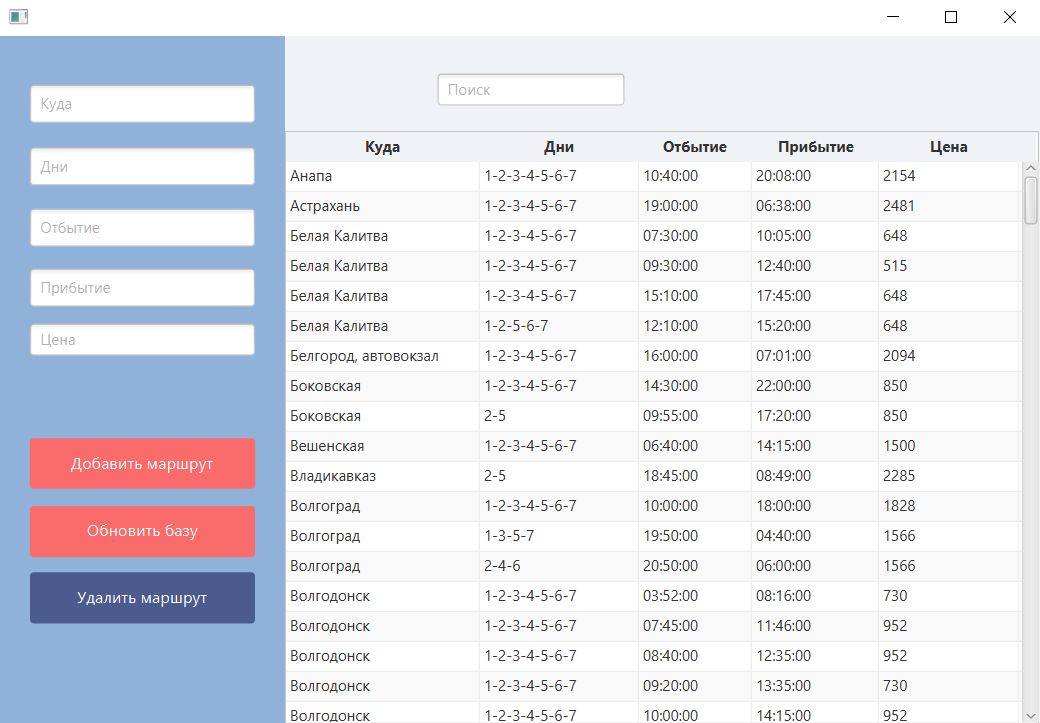 Куда
Дни
Отбытие
Прибытие
Цена
Добавить маршрут
Обновить базу
Удалить маршрут
Поиск
Куда Дни Отбытие Прибытие Цена
Анапа 1-2-3-4-5-6-7 10:40:00 20:08:00 2154
Астрахань 1-2-3-4-5-6-7 19:00:00 06:38:00 2481
Белая Калитва 1-2-3-4-5-6-7 07:30:00 10:05:00 648
Белая Калитва 1-2-3-4-5-6-7 09:30:00 12:40:00 515
Белая Калитва 1-2-3-4-5-6-7 15:10:00 17:45:00 648
Белая Калитва 1-2-5-6-7 12:10:00 15:20:00 648
Белгород, автовокзал 1-2-3-4-5-6-7 16:00:00 07:01:00 2094
Боковская 1-2-3-4-5-6-7 14:30:00 22:00:00 850
Боковская 2-5 09:55:00 17:20:00 850
Вешенская 1-2-3-4-5-6-7 06:40:00 14:15:00 1500
Владикавказ 2-5 18:45:00 08:49:00 2285
Волгоград 1-2-3-4-5-6-7 10:00:00 18:00:00 1828
Волгоград 1-3-5-7 19:50:00 04:40:00 1566
Волгоград 2-4-6 20:50:00 06:00:00 1566
Волгодонск 1-2-3-4-5-6-7 03:52:00 08:16:00 730
Волгодонск 1-2-3-4-5-6-7 07:45:00 11:46:00 952
Волгодонск 1-2-3-4-5-6-7 08:40:00 12:35:00 952
Волгодонск 1-2-3-4-5-6-7 09:20:00 13:35:00 730
Волгодонск 1-2-3-4-5-6-7 10:00:00 14:15:00 952